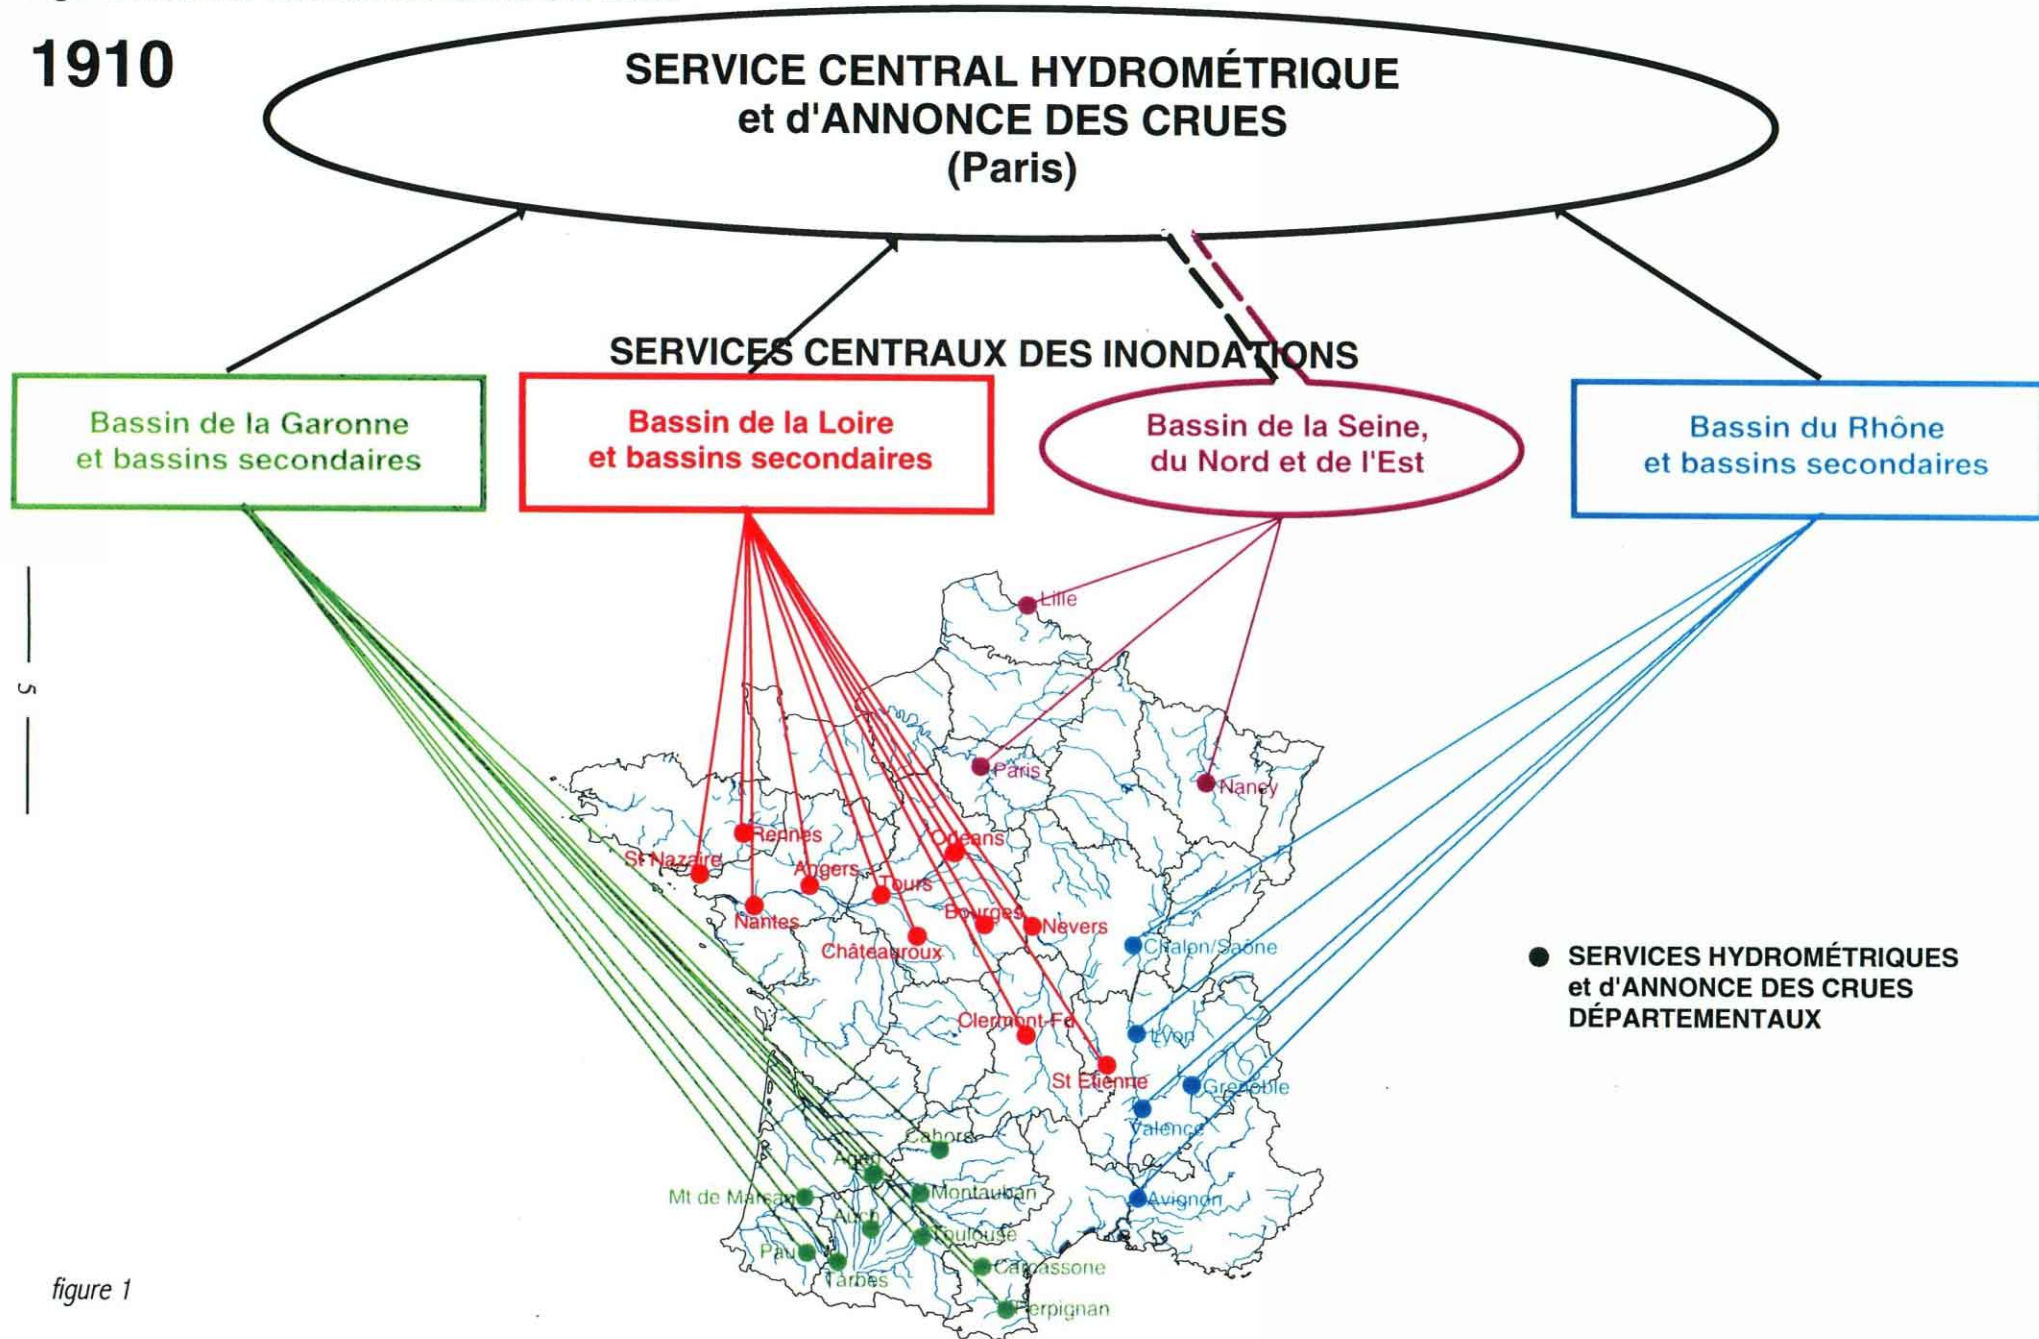 1910
SERVICE CENTRAL HYDROMÉTRIQUE
et d'ANNONCE DES CRUES
(Paris)
SERVICES CENTRAUX DES INONDATIONS
Bassin de la Garonne
et bassins secondaires
Bassin de la Loire
et bassins secondaires
Bassin de la Seine,
du Nord et de l'Est
Bassin du Rhône
et bassins secondaires
5
Lille
Paris
Nancy
Rennes
Orléans
St Nazaire
Angers
Tours
Nantes
Bourges
Nevers
Châteauroux
Chalon/Saône
Clermont-Fd
Lyon
St Etienne
Grenoble
Valence
Cahors
Agen
Mt de Marsan
Montauban
Avignon
Auch
Toulouse
Pau
Tarbes
Carcassone
Perpignan
SERVICES HYDROMÉTRIQUES
et d'ANNONCE DES CRUES
DÉPARTEMENTAUX
figure 1